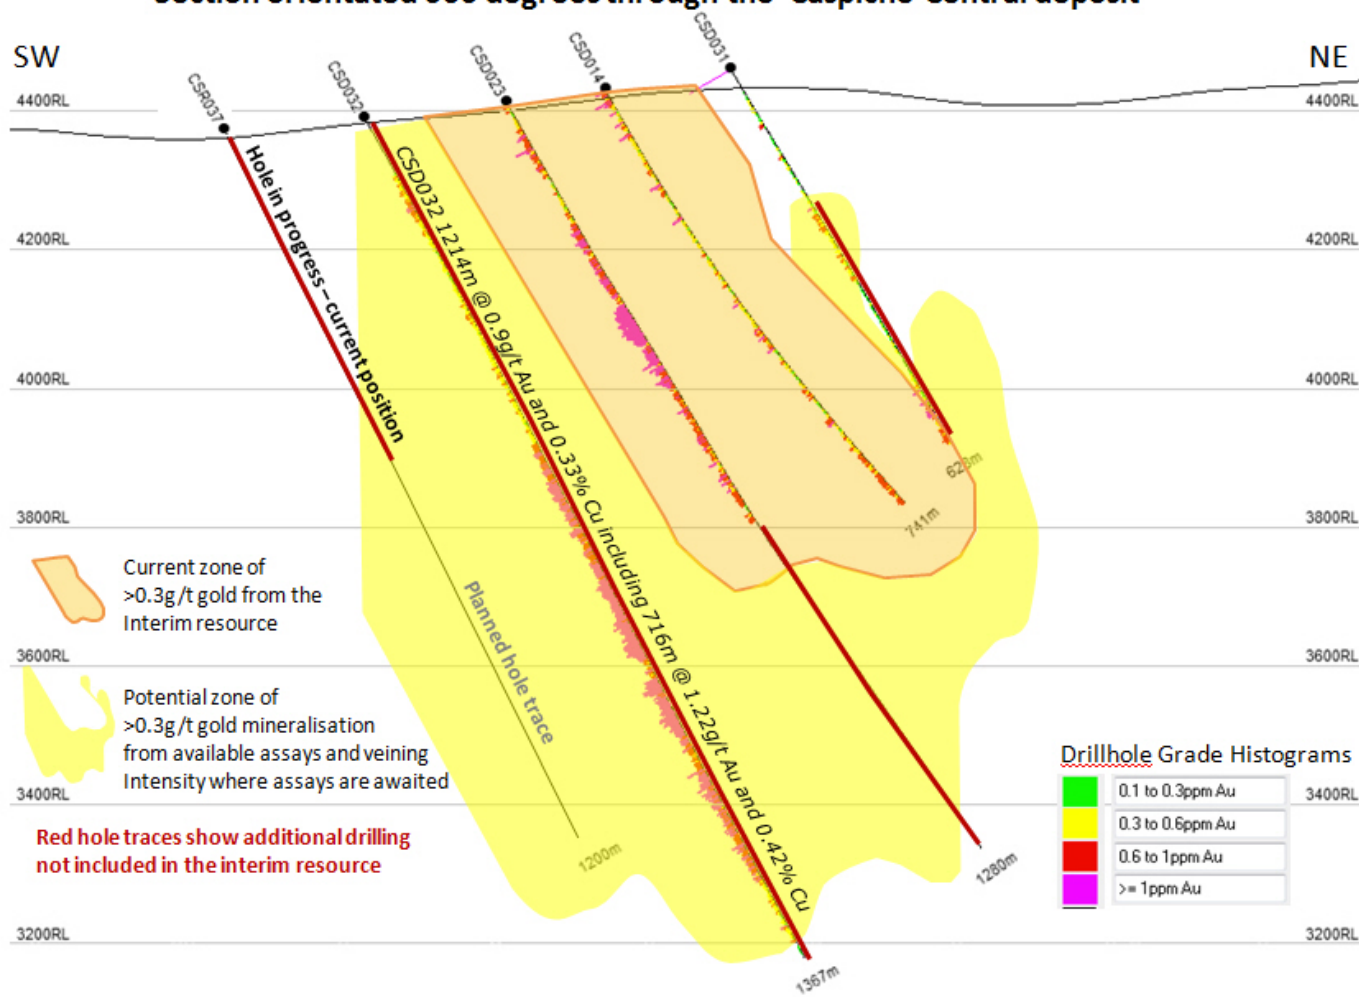 SW
NE
CSR037
CSD032
CSD023
CSD014
CSD031
4400RL
4400RL
4200RL
4200RL
4000RL
4000RL
3800RL
3800RL
3600RL
3600RL
3400RL
3400RL
3200RL
3200RL
Hole in progress – current position
CSD032 1214m @ 0.9g/t Au and 0.33% Cu including 716m @ 1.22g/t Au and 0.42% Cu
Planned hole trace
623m
741m
1200m
1280m
1367m
Current zone of
>0.3g/t gold from the
Interim resource
Potential zone of
>0.3g/t gold mineralisation
from available assays and veining
Intensity where assays are awaited
Red hole traces show additional drilling
not included in the interim resource
Drillhole Grade Histograms
0.1 to 0.3ppm Au
0.3 to 0.6ppm Au
0.6 to 1ppm Au
>= 1ppm Au